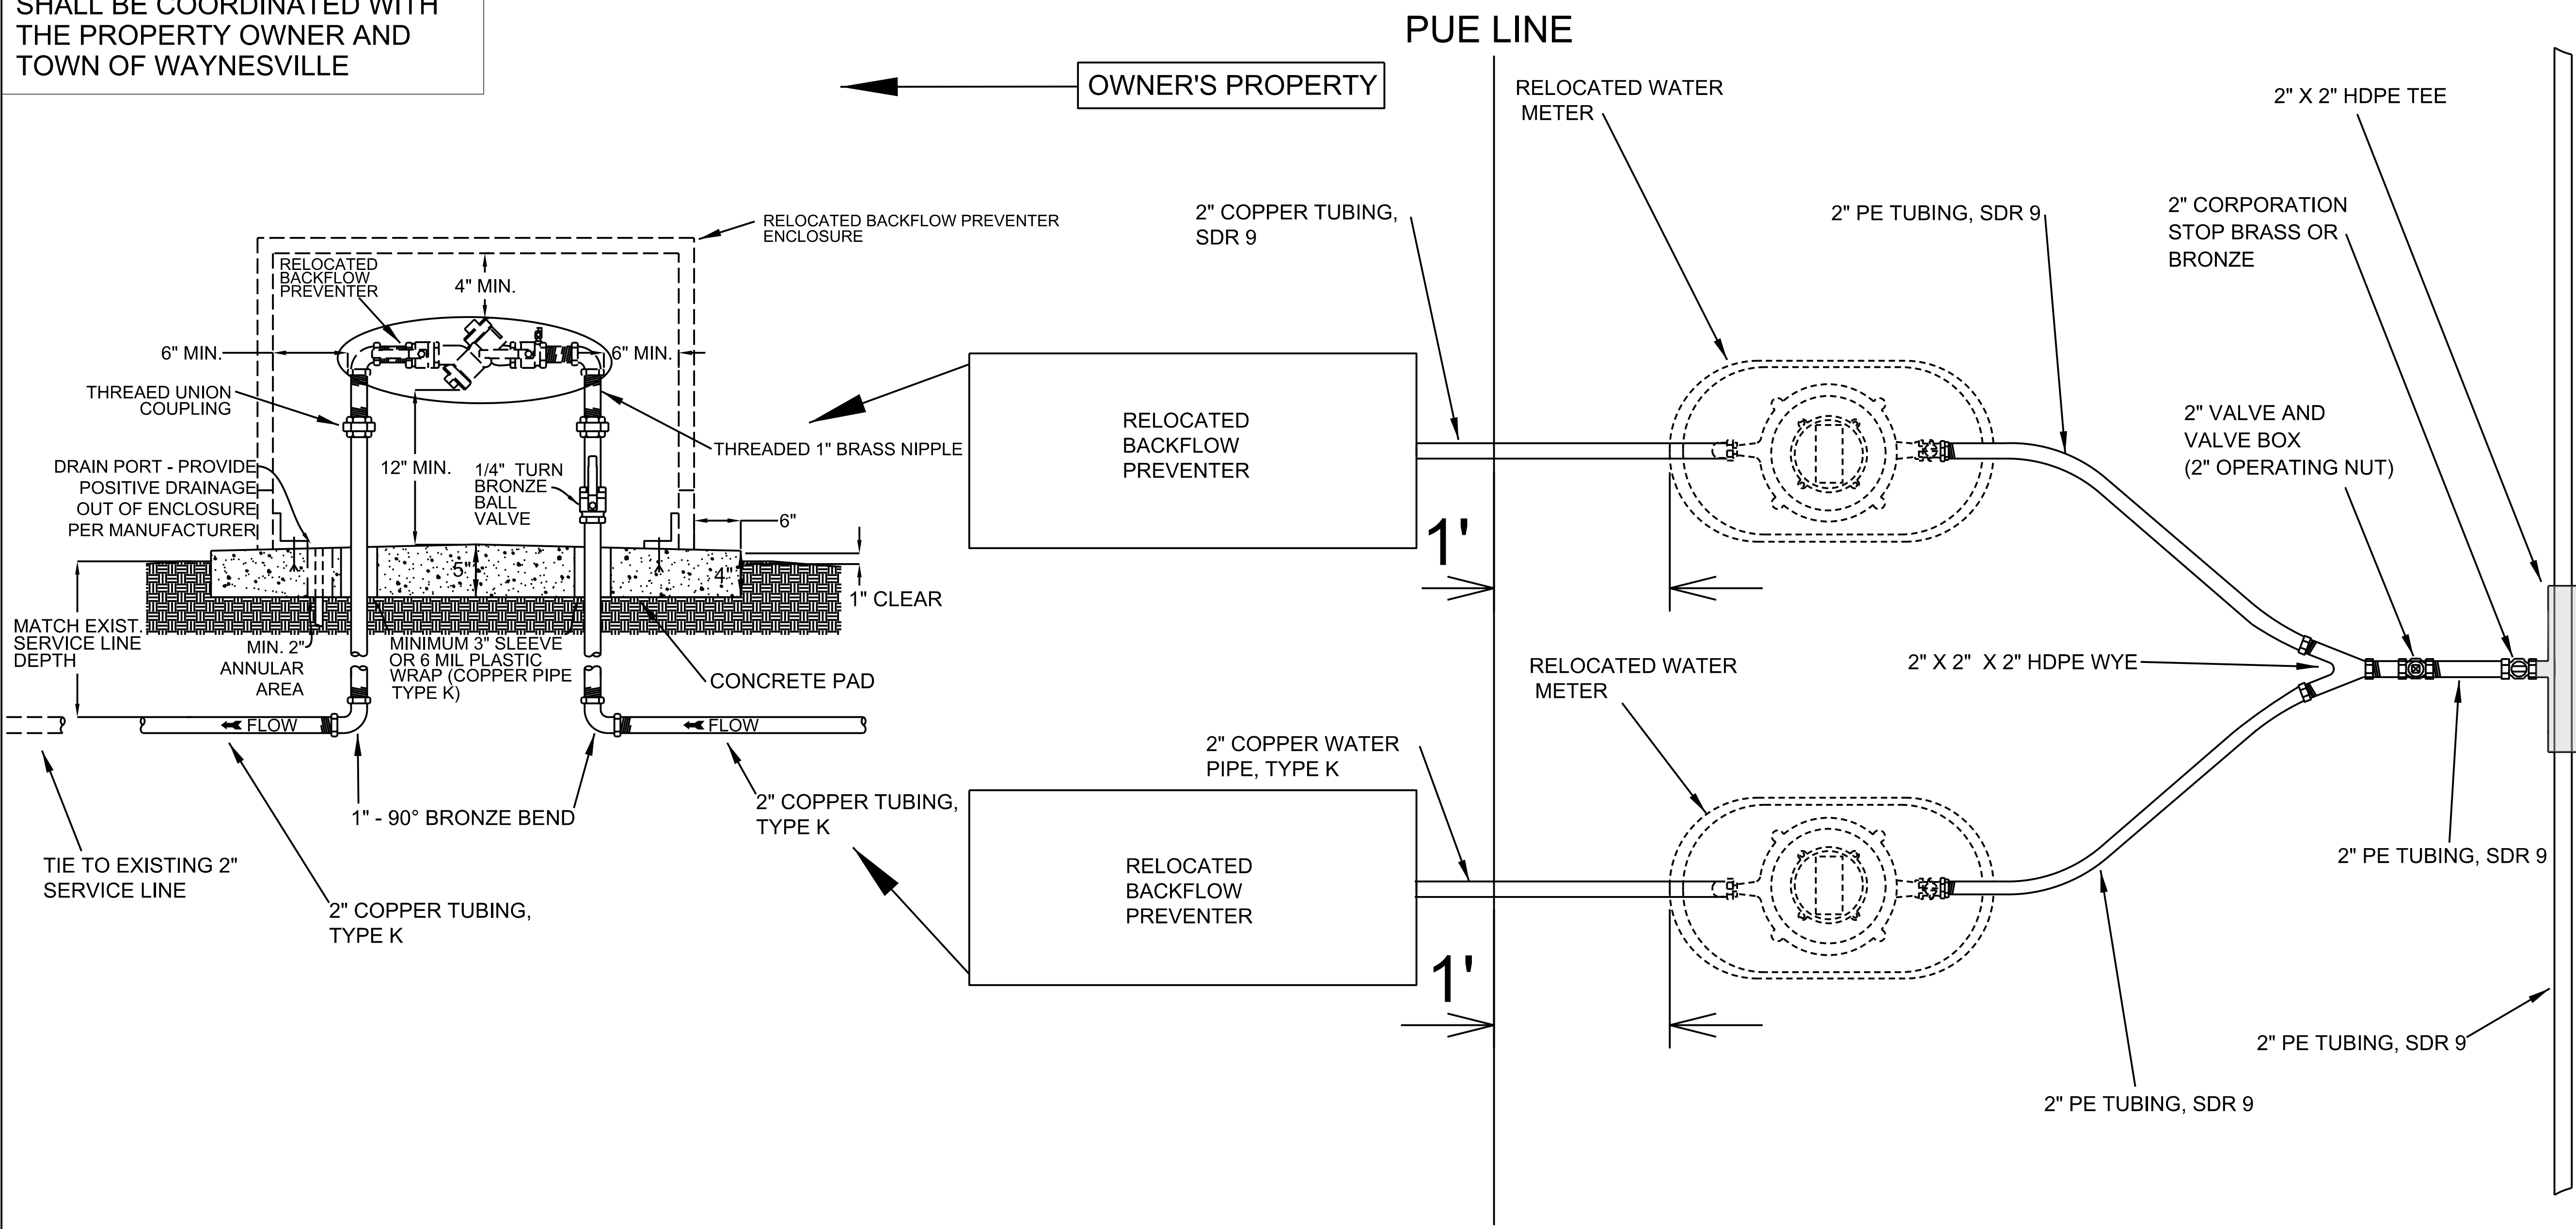 SHALL BE COORDINATED WITH
THE PROPERTY OWNER AND
TOWN OF WAYNESVILLE
PUE LINE
OWNER'S PROPERTY
RELOCATED WATER
METER
2" X 2" HDPE TEE
2" COPPER TUBING,
SDR 9
2" PE TUBING, SDR 9
2" CORPORATION
STOP BRASS OR
BRONZE
RELOCATED BACKFLOW PREVENTER
ENCLOSURE
RELOCATED
BACKFLOW
PREVENTER
4" MIN.
6" MIN.
6" MIN.
THREAED UNION
COUPLING
THREADED 1" BRASS NIPPLE
12" MIN.
DRAIN PORT - PROVIDE
POSITIVE DRAINAGE
OUT OF ENCLOSURE
PER MANUFACTURER
1/4" TURN
BRONZE
BALL
VALVE
6"
5"
4"
1" CLEAR
MATCH EXIST.
SERVICE LINE
DEPTH
MIN. 2"
ANNULAR
AREA
MINIMUM 3" SLEEVE
OR 6 MIL PLASTIC
WRAP (COPPER PIPE
TYPE K)
CONCRETE PAD
FLOW
FLOW
1" - 90° BRONZE BEND
2" COPPER TUBING,
TYPE K
TIE TO EXISTING 2"
SERVICE LINE
2" COPPER TUBING,
TYPE K
RELOCATED
BACKFLOW
PREVENTER
1'
2" VALVE AND
VALVE BOX
(2" OPERATING NUT)
RELOCATED WATER
METER
2" X 2" X 2" HDPE WYE
2" COPPER WATER
PIPE, TYPE K
RELOCATED
BACKFLOW
PREVENTER
1'
2" PE TUBING, SDR 9
2" PE TUBING, SDR 9
2" PE TUBING, SDR 9